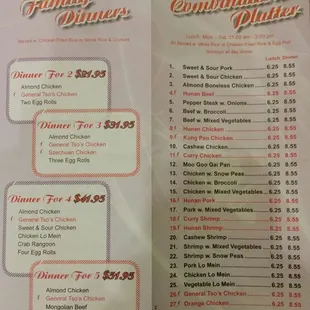 Family
Dinners
Dinner For 2 $21.95
Almond Chicken
General Tso's Chicken
Two Egg Rolls
Dinner For 3 $31.95
Almond Chicken
General Tso's Chicken
Szechuan Chicken
Three Egg Rolls
Dinner For 4 $41.95
Almond Chicken
General Tso's Chicken
Sweet & Sour Chicken
Chicken Lo Mein
Crab Rangoon
Four Egg Rolls
Dinner For 5 $51.95
Almond Chicken
General Tso's Chicken
Mongolian Beef
Platter
Lunch Dinner
1. Sweet & Sour Pork 6.25 8.55
2. Sweet & Sour Chicken 6.25 8.55
3. Almond Boneless Chicken 6.25 8.55
4. Hunan Beef 6.25 8.55
5. Pepper Steak w. Onions 6.25 8.55
6. Beef w. Broccoli 6.25 8.55
7. Beef w. Mixed Vegetables 6.25 8.55
8. Hunan Chicken 6.25 8.55
9. Kung Pao Chicken 6.25 8.55
10. Cashew Chicken 6.25 8.55
11. Curry Chicken 6.25 8.55
12. Moo Goo Gai Pan 6.25 8.55
13. Chicken w. Snow Peas 6.25 8.55
14. Chicken w. Broccoli 6.25 8.55
15. Chicken w. Mixed Vegetables 6.25 8.55
16. Hunan Pork 6.25 8.55
17. Pork w. Mixed Vegetables 6.25 8.55
18. Curry Shrimp 6.25 8.55
19. Hunan Shrimp 6.25 8.55
20. Cashew Shrimp 6.25 8.55
21. Shrimp w. Mixed Vegetables 6.25 8.55
22. Shrimp w. Snow Peas 6.25 8.55
23. Pork Lo Mein 6.25 8.55
24. Chicken Lo Mein 6.25 8.55
25. Vegetable Lo Mein 6.25 8.55
26. General Tso's Chicken 6.25 8.55
27. Orange Chicken 6.25 8.55